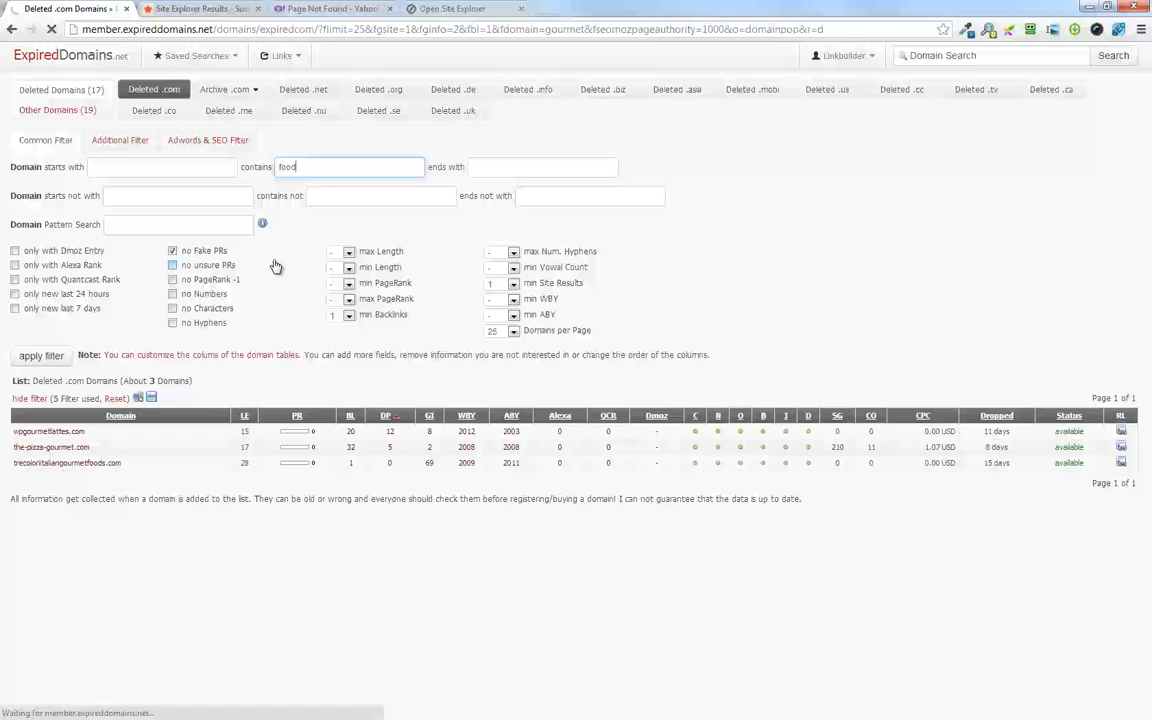 Deleted .com Domains »
Site Explorer Results - Su
Page Not Found - Yahoo!
Open Site Explorer
member.expireddomains.net/domains/expiredcom/?flimit=25&fgsite=1&fginfo=2&fbl=1&fdomain=gourmet&fseomozpageauthority=1000&o=domainpop&r=d
ExpiredDomains.net Saved Searches Links Linkbuilder Domain Search Search
Deleted Domains (17) Deleted .com Archive .com Deleted .net Deleted .org Deleted .de Deleted .info Deleted .biz Deleted .asia Deleted .mobi Deleted .us Deleted .cc Deleted .tv Deleted .ca
Other Domains (19) Deleted .co Deleted .me Deleted .nu Deleted .se Deleted .uk
Common Filter Additional Filter Adwords & SEO Filter
Domain starts with contains food ends with
Domain starts not with contains not ends not with
Domain Pattern Search
only with Dmoz Entry no Fake PRs - max Length - max Num. Hyphens
only with Alexa Rank no unsure PRs - min Length - min Vowal Count
only with Quantcast Rank no PageRank -1 - min PageRank 1 min Site Results
only new last 24 hours no Numbers - max PageRank - min WBY
only new last 7 days no Characters 1 min Backlinks - min ABY
no Hyphens 25 Domains per Page
apply filter Note: You can customize the colums of the domain tables. You can add more fields, remove information you are not interested in or change the order of the columns.
List: Deleted .com Domains (About 3 Domains)
hide filter (5 Filter used, Reset) Page 1 of 1
Domain LE PR BL DP GI WBY ABY Alexa QCR Dmoz C N O B I D SG CO CPC Dropped Status RL
wpgourmetlattes.com 15 0 20 12 8 2012 2003 0 0 - 0 0 0.00 USD 11 days available
the-pizza-gourmet.com 17 0 32 5 2 2008 2008 0 0 - 210 11 1.07 USD 8 days available
trecoloriitaliangourmetfoods.com 28 0 1 0 69 2009 2011 0 0 - 0 0 0.00 USD 15 days available
Page 1 of 1
All information get collected when a domain is added to the list. They can be old or wrong and everyone should check them before registering/buying a domain! I can not guarantee that the data is up to date.
Waiting for member.expireddomains.net...